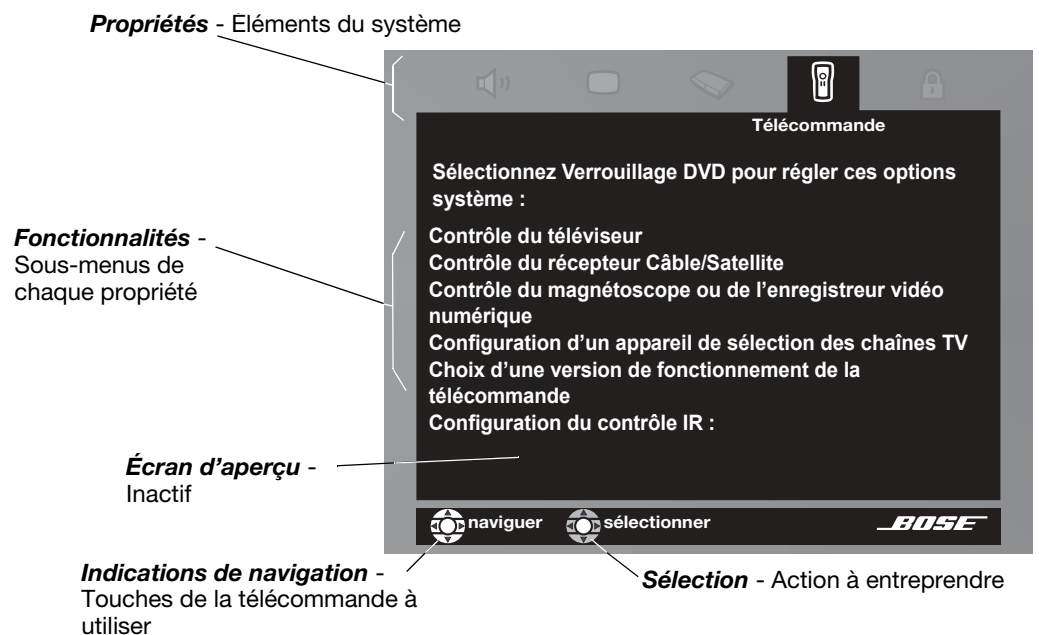 Propriétés - Éléments du système
Télécommande
Sélectionnez Verrouillage DVD pour régler ces options
système :
Fonctionnalités -
Sous-menus de
chaque propriété
Contrôle du téléviseur
Contrôle du récepteur Câble/Satellite
Contrôle du magnétoscope ou de l’enregistreur vidéo
numérique
Configuration d’un appareil de sélection des chaînes TV
Choix d’une version de fonctionnement de la
télécommande
Configuration du contrôle IR :
Écran d’aperçu -
Inactif
naviguer
sélectionner
BOSE
Indications de navigation -
Touches de la télécommande à
utiliser
Sélection - Action à entreprendre